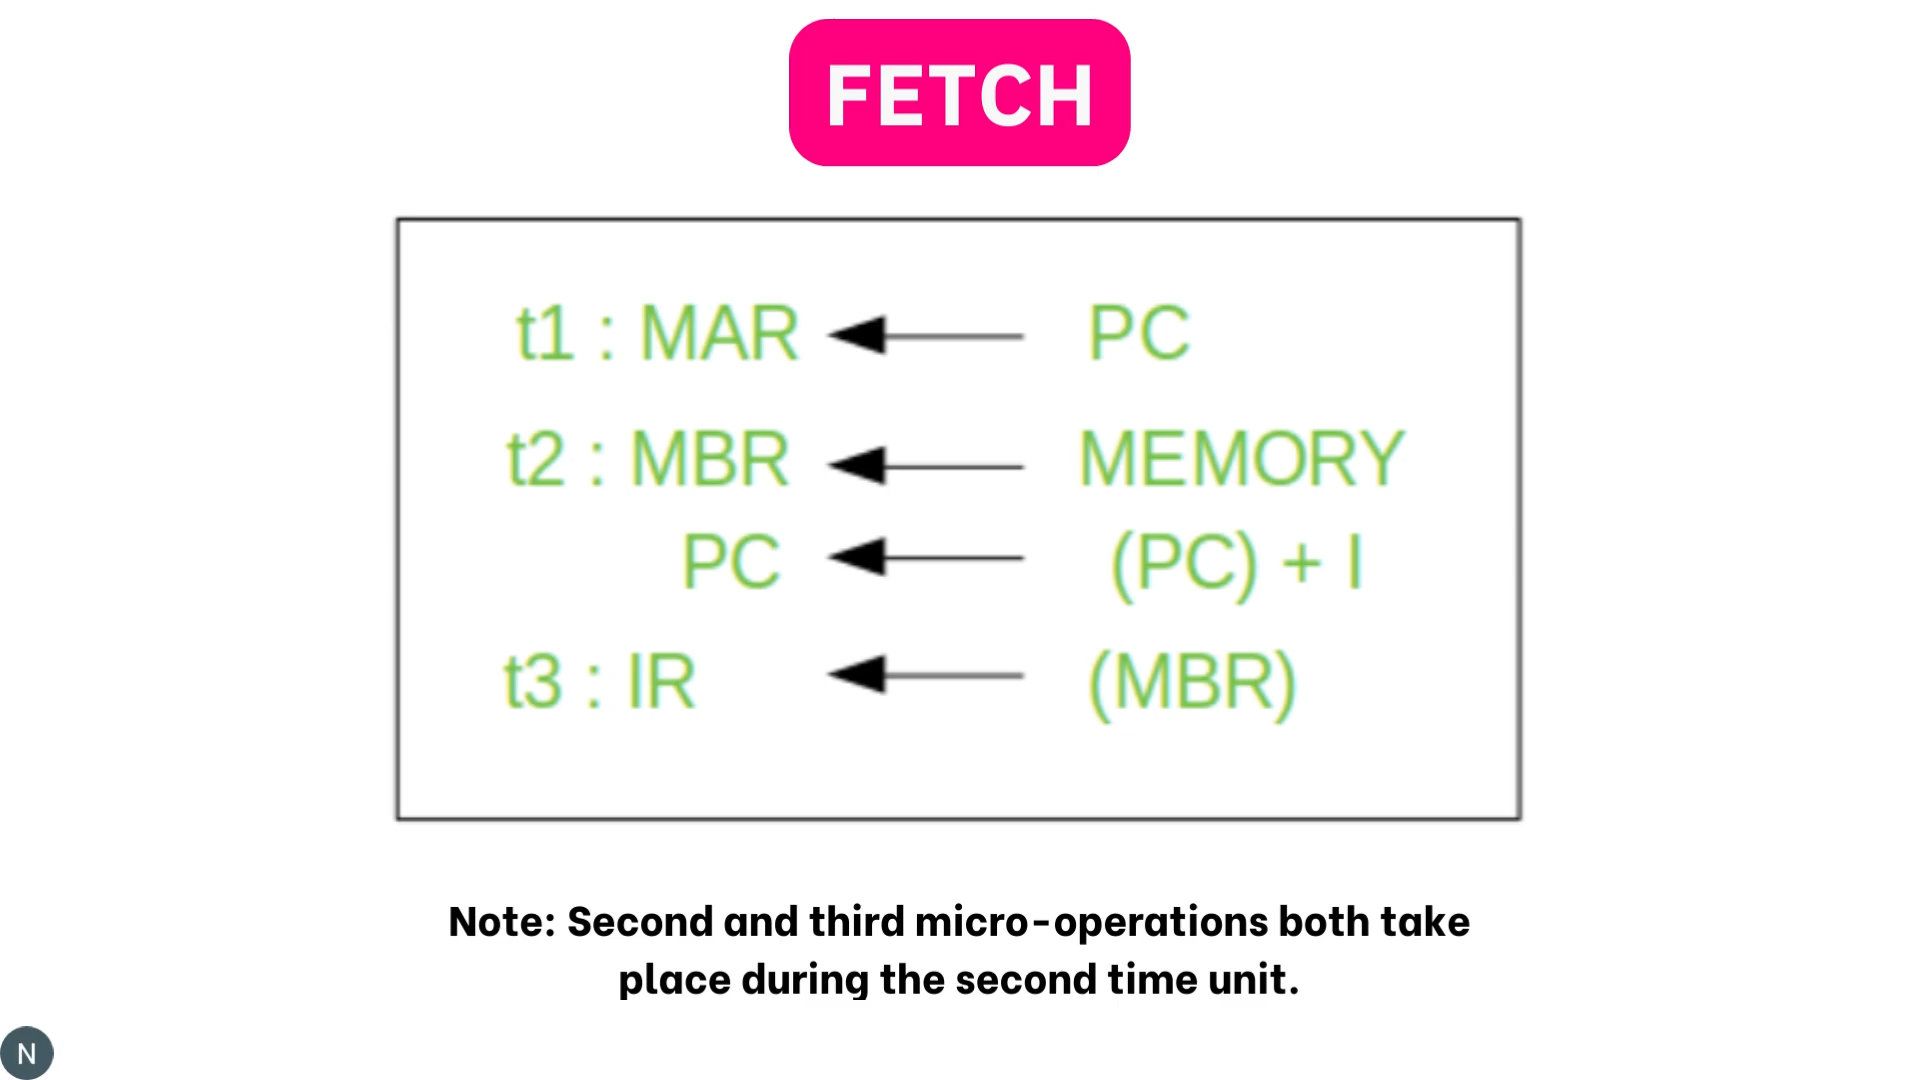 FETCH
t1 : MAR ← PC
t2 : MBR ← MEMORY
PC ← (PC) + I
t3 : IR ← (MBR)
Note: Second and third micro-operations both take
place during the second time unit.
N